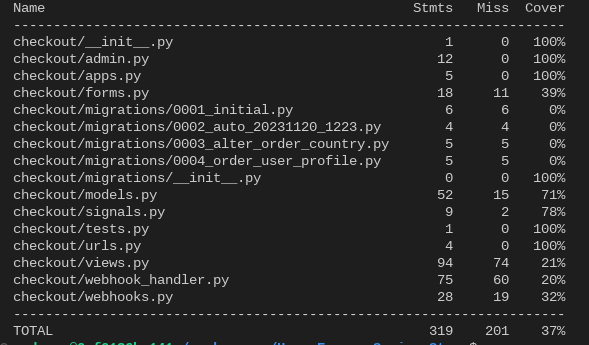 Name Stmts Miss Cover
-------------------------------------------------------------------
checkout/__init__.py 1 0 100%
checkout/admin.py 12 0 100%
checkout/apps.py 5 0 100%
checkout/forms.py 18 11 39%
checkout/migrations/0001_initial.py 6 6 0%
checkout/migrations/0002_auto_20231120_1223.py 4 4 0%
checkout/migrations/0003_alter_order_country.py 5 5 0%
checkout/migrations/0004_order_user_profile.py 5 5 0%
checkout/migrations/__init__.py 0 0 100%
checkout/models.py 52 15 71%
checkout/signals.py 9 2 78%
checkout/tests.py 1 0 100%
checkout/urls.py 4 0 100%
checkout/views.py 94 74 21%
checkout/webhook_handler.py 75 60 20%
checkout/webhooks.py 28 19 32%
-------------------------------------------------------------------
TOTAL 319 201 37%